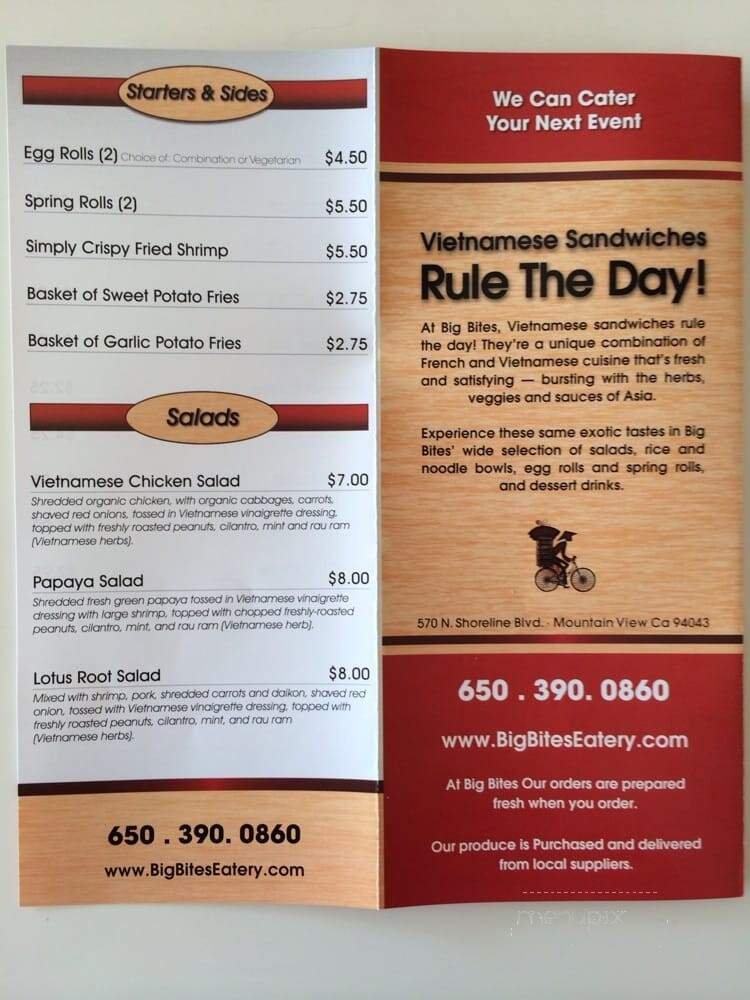 Starters & Sides
Egg Rolls (2) Choice of: Combination or Vegetarian $4.50
Spring Rolls (2) $5.50
Simply Crispy Fried Shrimp $5.50
Basket of Sweet Potato Fries $2.75
Basket of Garlic Potato Fries $2.75
Salads
Vietnamese Chicken Salad $7.00
Shredded organic chicken, with organic cabbages, carrots,
shaved red onions, tossed in Vietnamese vinaigrette dressing,
topped with freshly roasted peanuts, cilantro, mint and rau ram
(Vietnamese herbs).
Papaya Salad $8.00
Shredded fresh green papaya tossed in Vietnamese vinaigrette
dressing with large shrimp, topped with chopped freshly-roasted
peanuts, cilantro, mint, and rau ram (Vietnamese herb).
Lotus Root Salad $8.00
Mixed with shrimp, pork, shredded carrots and daikon, shaved red
onion, tossed with Vietnamese vinaigrette dressing, topped with
freshly roasted peanuts, cilantro, mint, and rau ram
(Vietnamese herbs).
650 . 390. 0860
www.BigBitesEatery.com
We Can Cater
Your Next Event
Vietnamese Sandwiches
Rule The Day!
At Big Bites, Vietnamese sandwiches rule
the day! They're a unique combination of
French and Vietnamese cuisine that's fresh
and satisfying — bursting with the herbs,
veggies and sauces of Asia.
Experience these same exotic tastes in Big
Bites' wide selection of salads, rice and
noodle bowls, egg rolls and spring rolls,
and dessert drinks.
570 N. Shoreline Blvd. · Mountain View Ca 94043
650 . 390. 0860
www.BigBitesEatery.com
At Big Bites Our orders are prepared
fresh when you order.
Our produce is Purchased and delivered
from local suppliers.
menupix